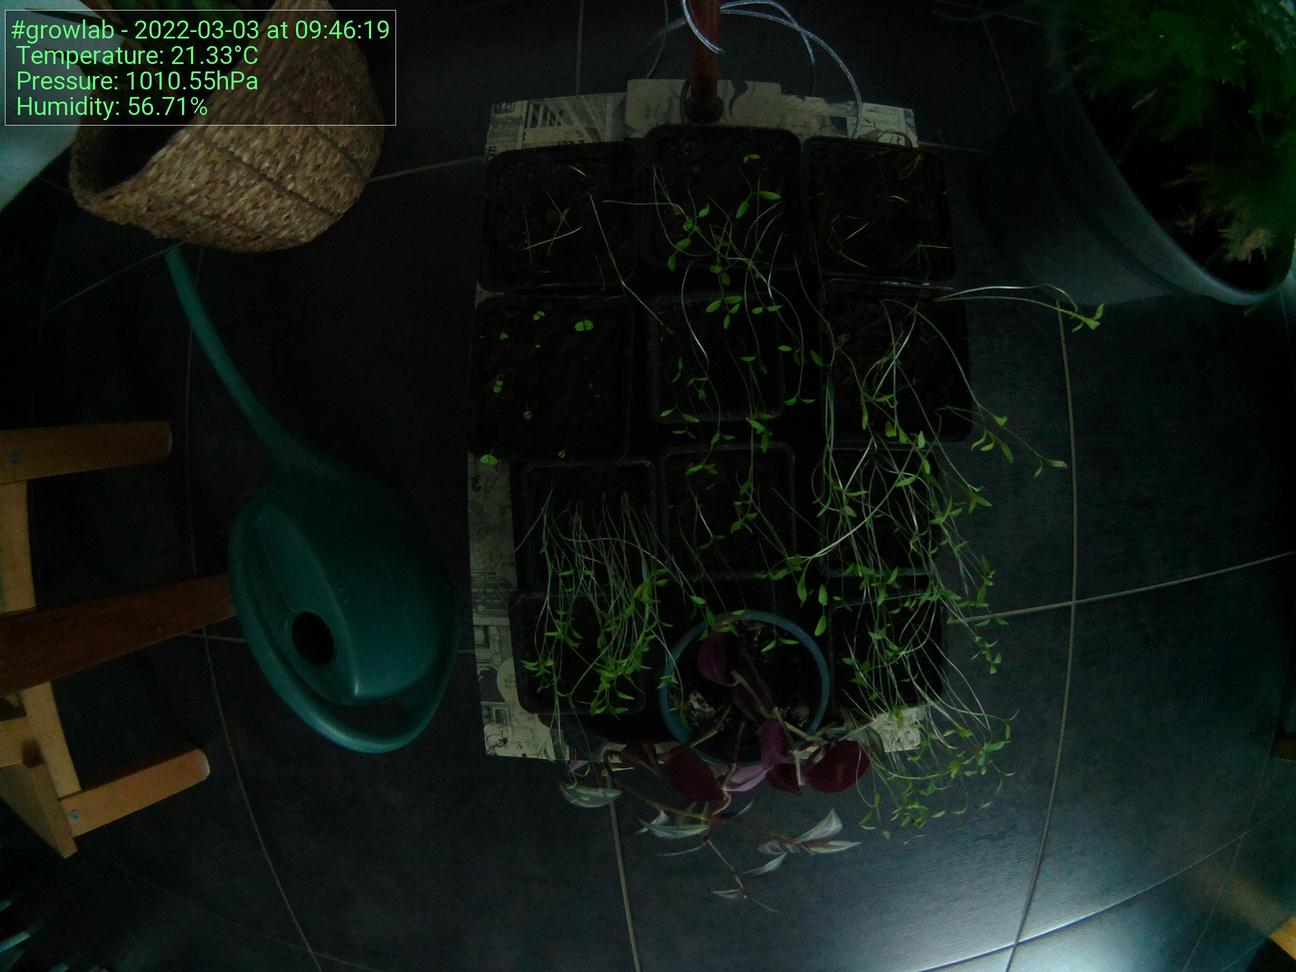 #growlab - 2022-03-03 at 09:46:19
Temperature: 21.33°C
Pressure: 1010.55hPa
Humidity: 56.71%